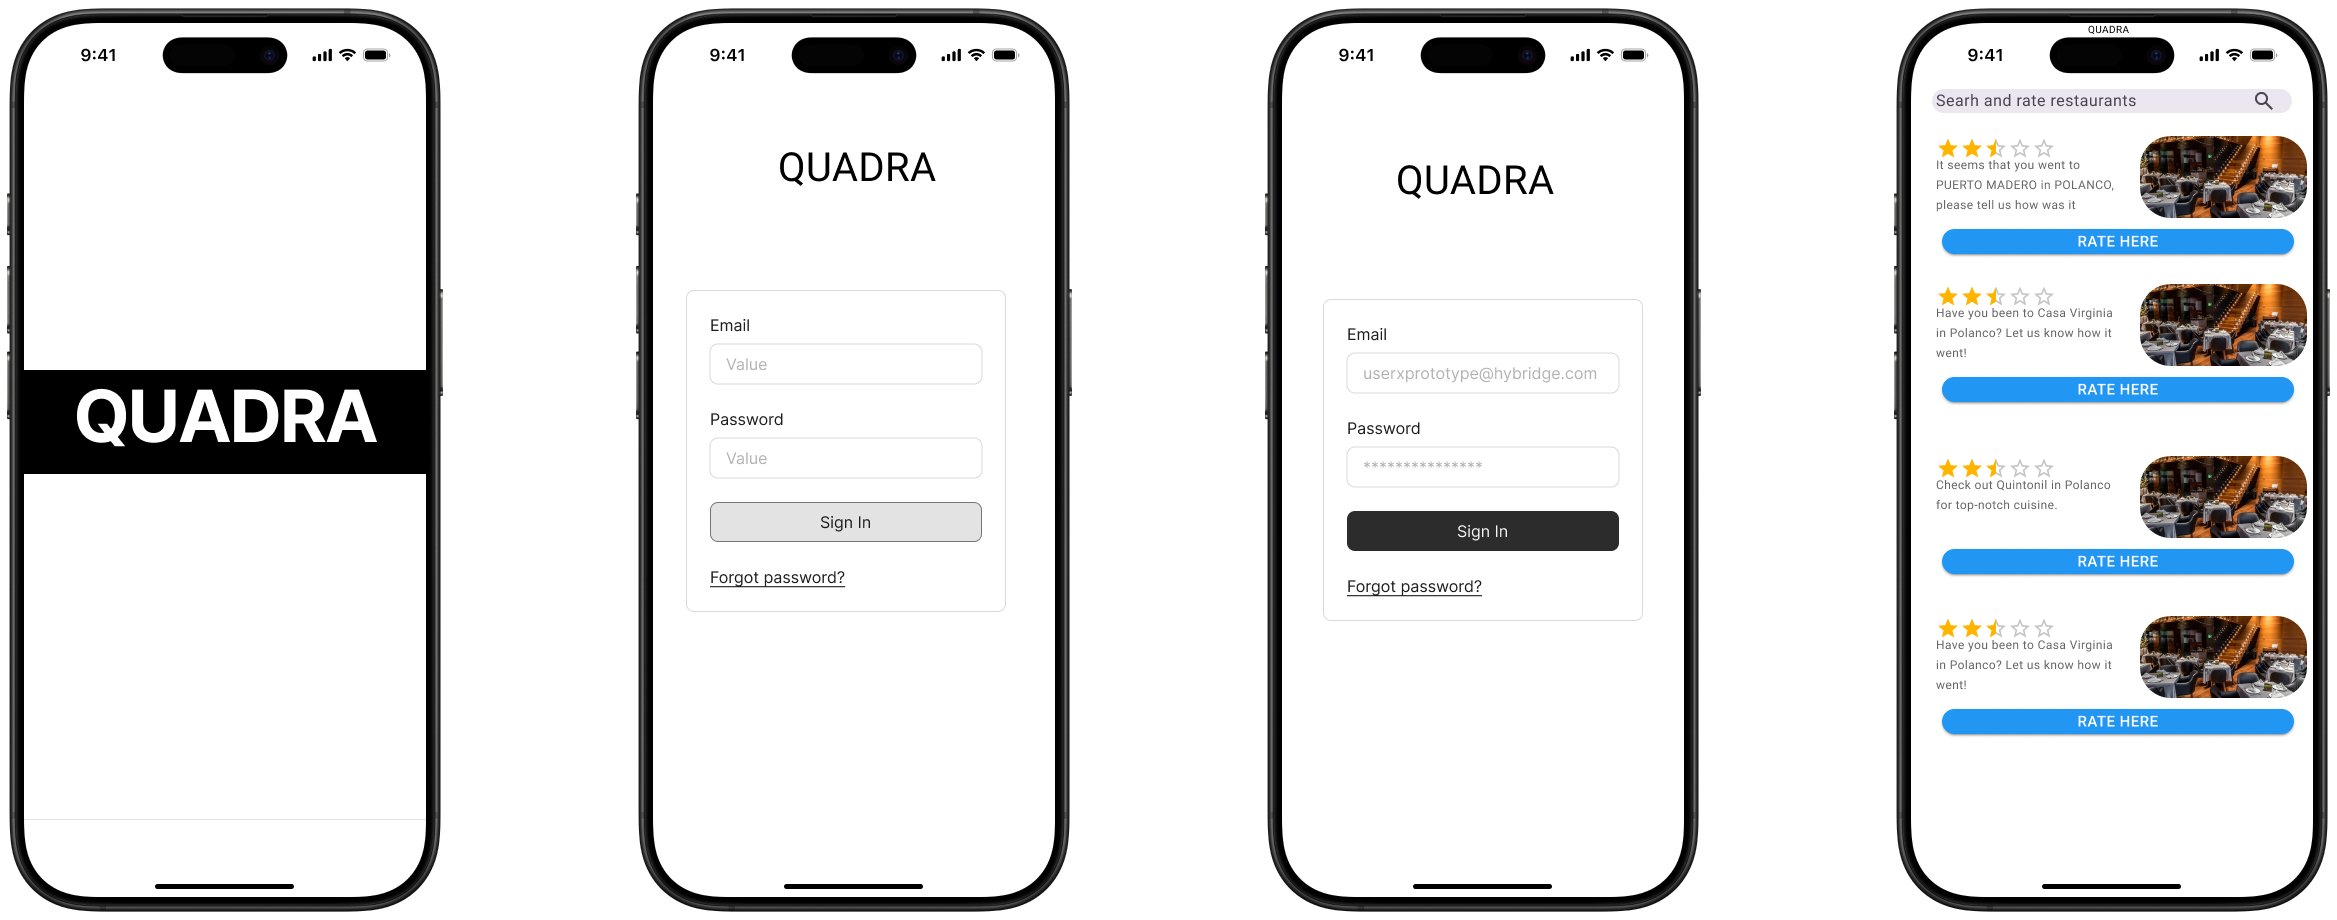 9:41
QUADRA
9:41
QUADRA
Email
Value
Password
Value
Sign In
Forgot password?
9:41
QUADRA
Email
userxprototype@hybridge.com
Password
***************
Sign In
Forgot password?
QUADRA
9:41
Searh and rate restaurants
It seems that you went to
PUERTO MADERO in POLANCO,
please tell us how was it
RATE HERE
Have you been to Casa Virginia
in Polanco? Let us know how it
went!
RATE HERE
Check out Quintonil in Polanco
for top-notch cuisine.
RATE HERE
Have you been to Casa Virginia
in Polanco? Let us know how it
went!
RATE HERE